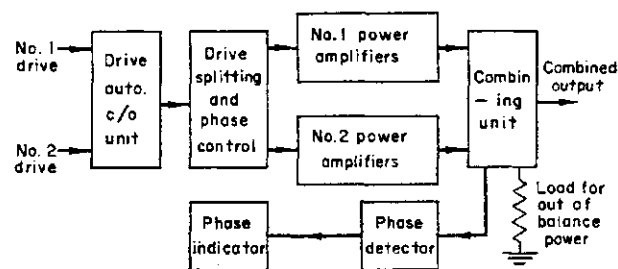 No. 1
drive
No. 2
drive
Drive
auto.
c/o
unit
Drive
splitting
and
phase
control
No. 1 power
amplifiers
No. 2 power
amplifiers
Combin
-ing
unit
Combined
output
Load for
out of
balance
power
Phase
detector
Phase
indicator